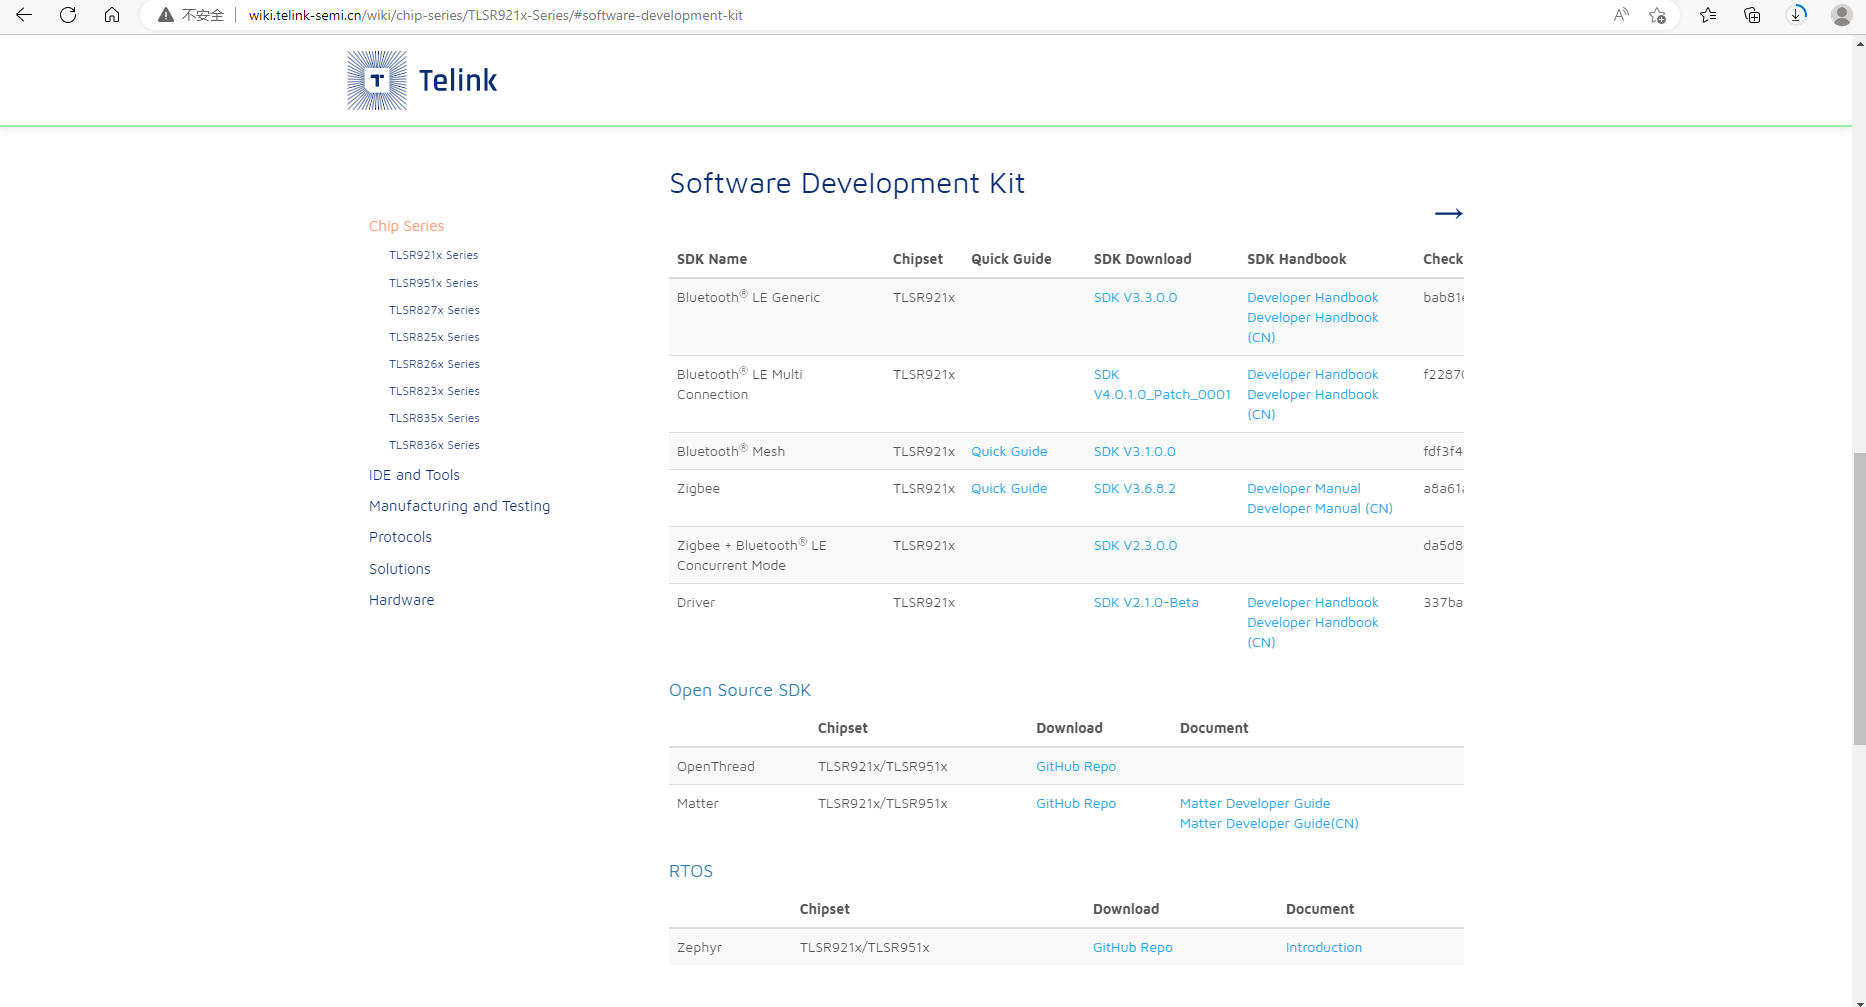 不安全 wiki.telink-semi.cn/wiki/chip-series/TLSR921x-Series/#software-development-kit
Telink
Chip Series
TLSR921x Series
TLSR951x Series
TLSR827x Series
TLSR825x Series
TLSR826x Series
TLSR823x Series
TLSR835x Series
TLSR836x Series
IDE and Tools
Manufacturing and Testing
Protocols
Solutions
Hardware
Software Development Kit
→
SDK Name Chipset Quick Guide SDK Download SDK Handbook Check
Bluetooth® LE Generic TLSR921x SDK V3.3.0.0 Developer Handbook bab81e
Developer Handbook
(CN)
Bluetooth® LE Multi TLSR921x SDK Developer Handbook f2287
Connection V4.0.1.0_Patch_0001 Developer Handbook
(CN)
Bluetooth® Mesh TLSR921x Quick Guide SDK V3.1.0.0 fdf3f4
Zigbee TLSR921x Quick Guide SDK V3.6.8.2 Developer Manual a8a61a
Developer Manual (CN)
Zigbee + Bluetooth® LE TLSR921x SDK V2.3.0.0 da5d8
Concurrent Mode
Driver TLSR921x SDK V2.1.0-Beta Developer Handbook 337ba
Developer Handbook
(CN)
Open Source SDK
Chipset Download Document
OpenThread TLSR921x/TLSR951x GitHub Repo
Matter TLSR921x/TLSR951x GitHub Repo Matter Developer Guide
Matter Developer Guide(CN)
RTOS
Chipset Download Document
Zephyr TLSR921x/TLSR951x GitHub Repo Introduction